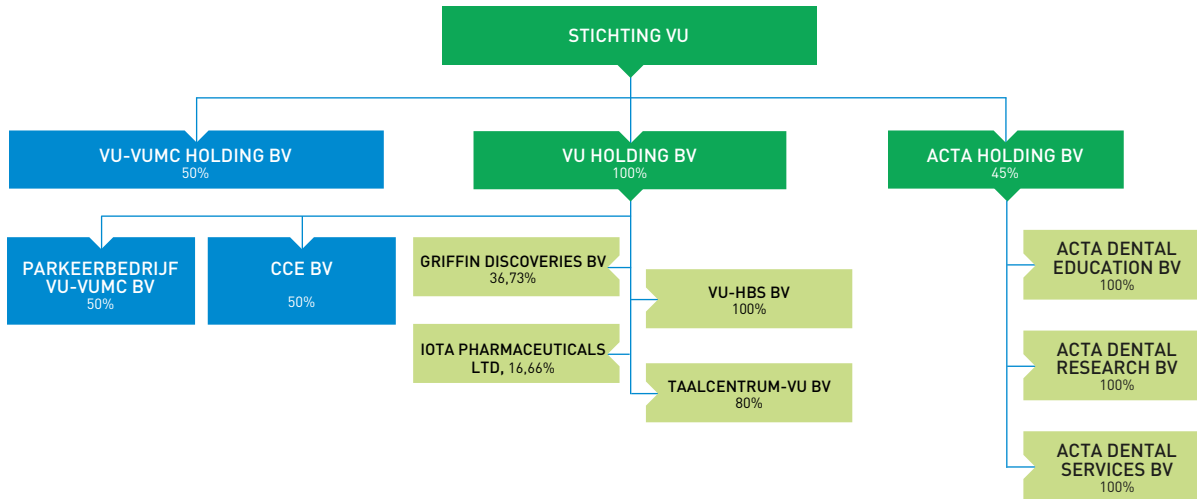 STICHTING VU
VU-VUMC HOLDING BV
50%
VU HOLDING BV
100%
ACTA HOLDING BV
45%
PARKEERBEDRIJF
VU-VUMC BV
50%
CCE BV
50%
GRIFFIN DISCOVERIES BV
36,73%
VU-HBS BV
100%
IOTA PHARMACEUTICALS
LTD, 16,66%
TAALCENTRUM-VU BV
80%
ACTA DENTAL
EDUCATION BV
100%
ACTA DENTAL
RESEARCH BV
100%
ACTA DENTAL
SERVICES BV
100%